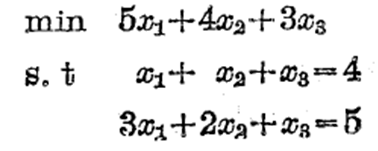 min 5x₁+4x₂+3x₃
s. t x₁+ x₂+x₃=4
3x₁+2x₂+x₃=5